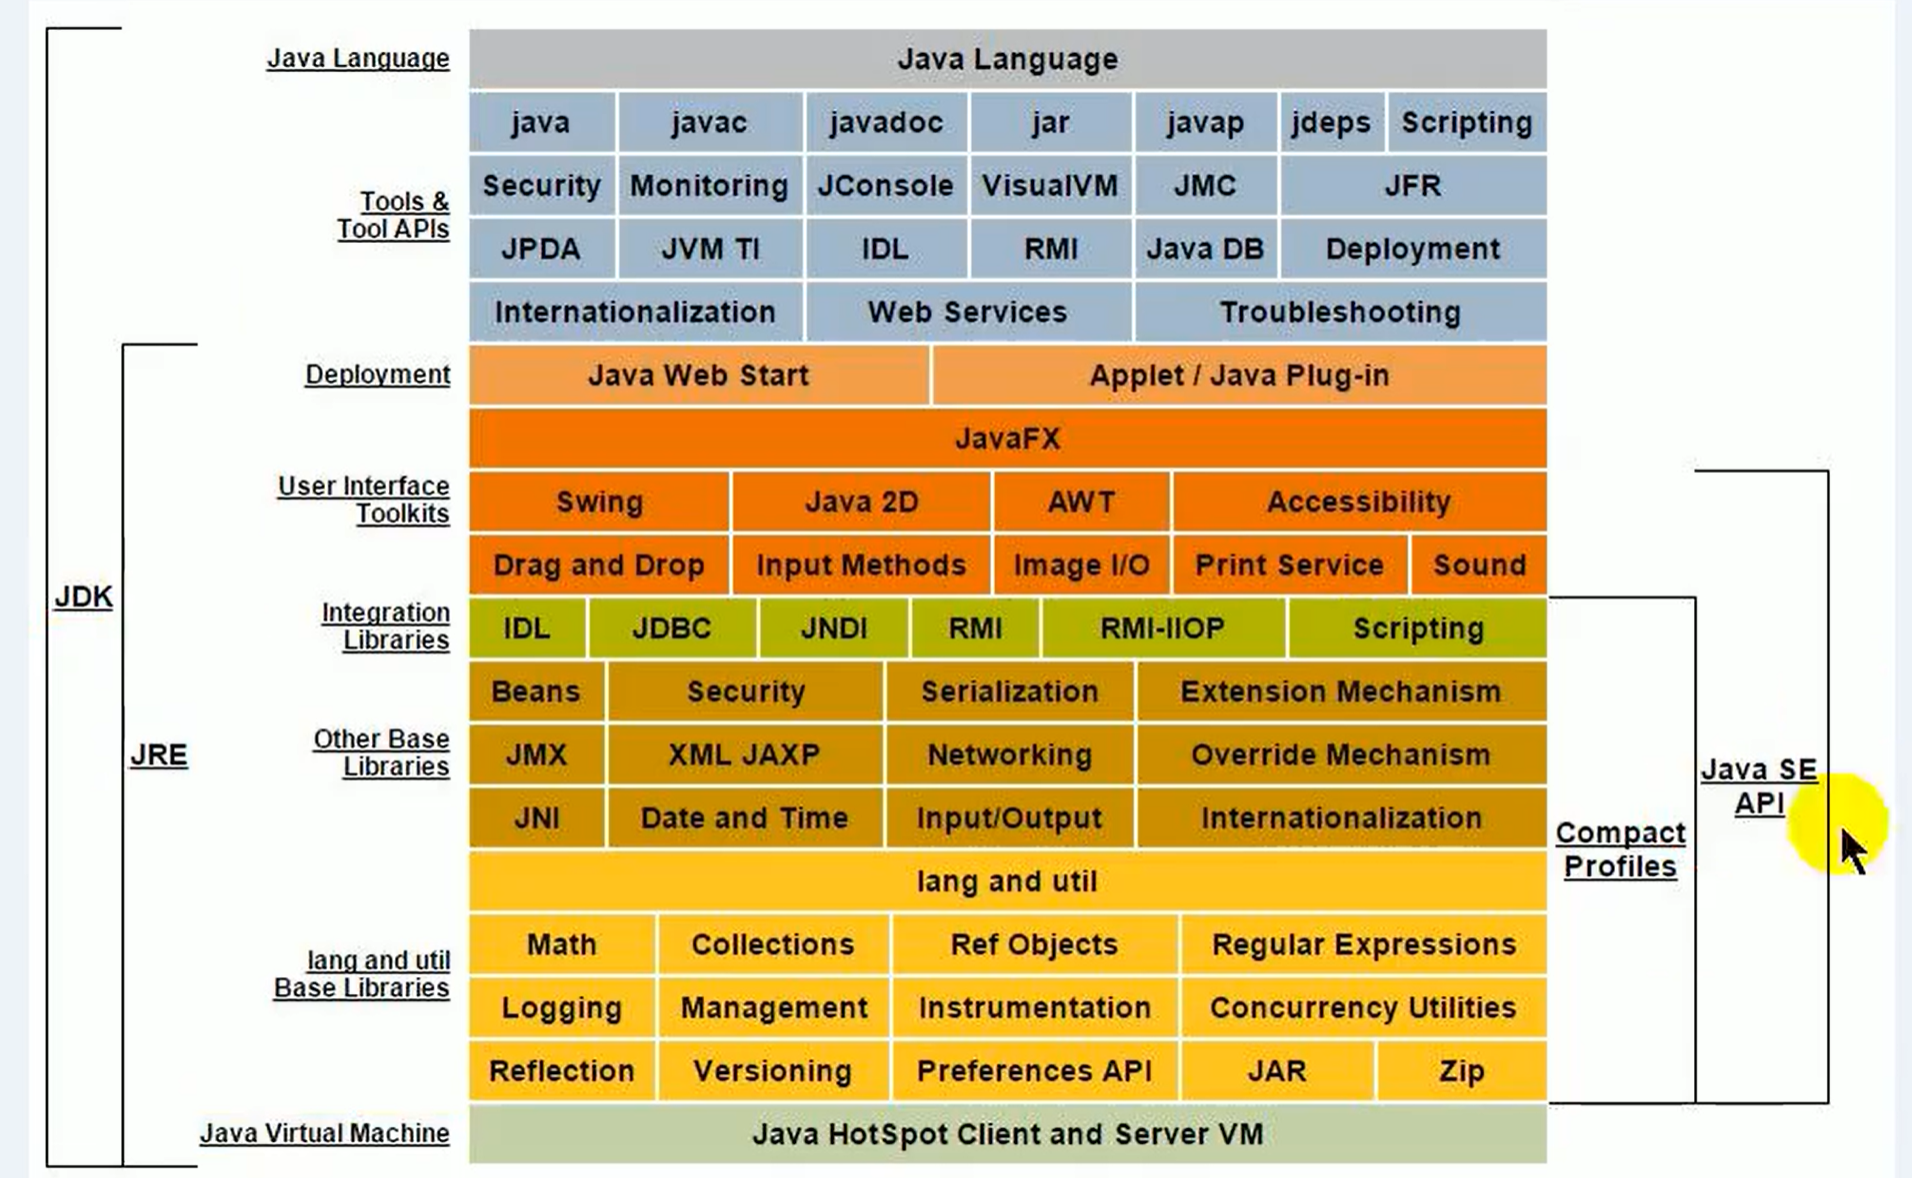 Java Language
Java Language
java javac javadoc jar javap jdeps Scripting
Tools &
Tool APIs
Security Monitoring JConsole VisualVM JMC JFR
JPDA JVM TI IDL RMI Java DB Deployment
Internationalization Web Services Troubleshooting
Deployment
Java Web Start Applet / Java Plug-in
JavaFX
User Interface
Toolkits
Swing Java 2D AWT Accessibility
Drag and Drop Input Methods Image I/O Print Service Sound
JDK
Integration
Libraries
IDL JDBC JNDI RMI RMI-IIOP Scripting
Beans Security Serialization Extension Mechanism
JRE
Other Base
Libraries
JMX XML JAXP Networking Override Mechanism
JNI Date and Time Input/Output Internationalization
Java SE
API
Compact
Profiles
lang and util
lang and util
Base Libraries
Math Collections Ref Objects Regular Expressions
Logging Management Instrumentation Concurrency Utilities
Reflection Versioning Preferences API JAR Zip
Java Virtual Machine
Java HotSpot Client and Server VM